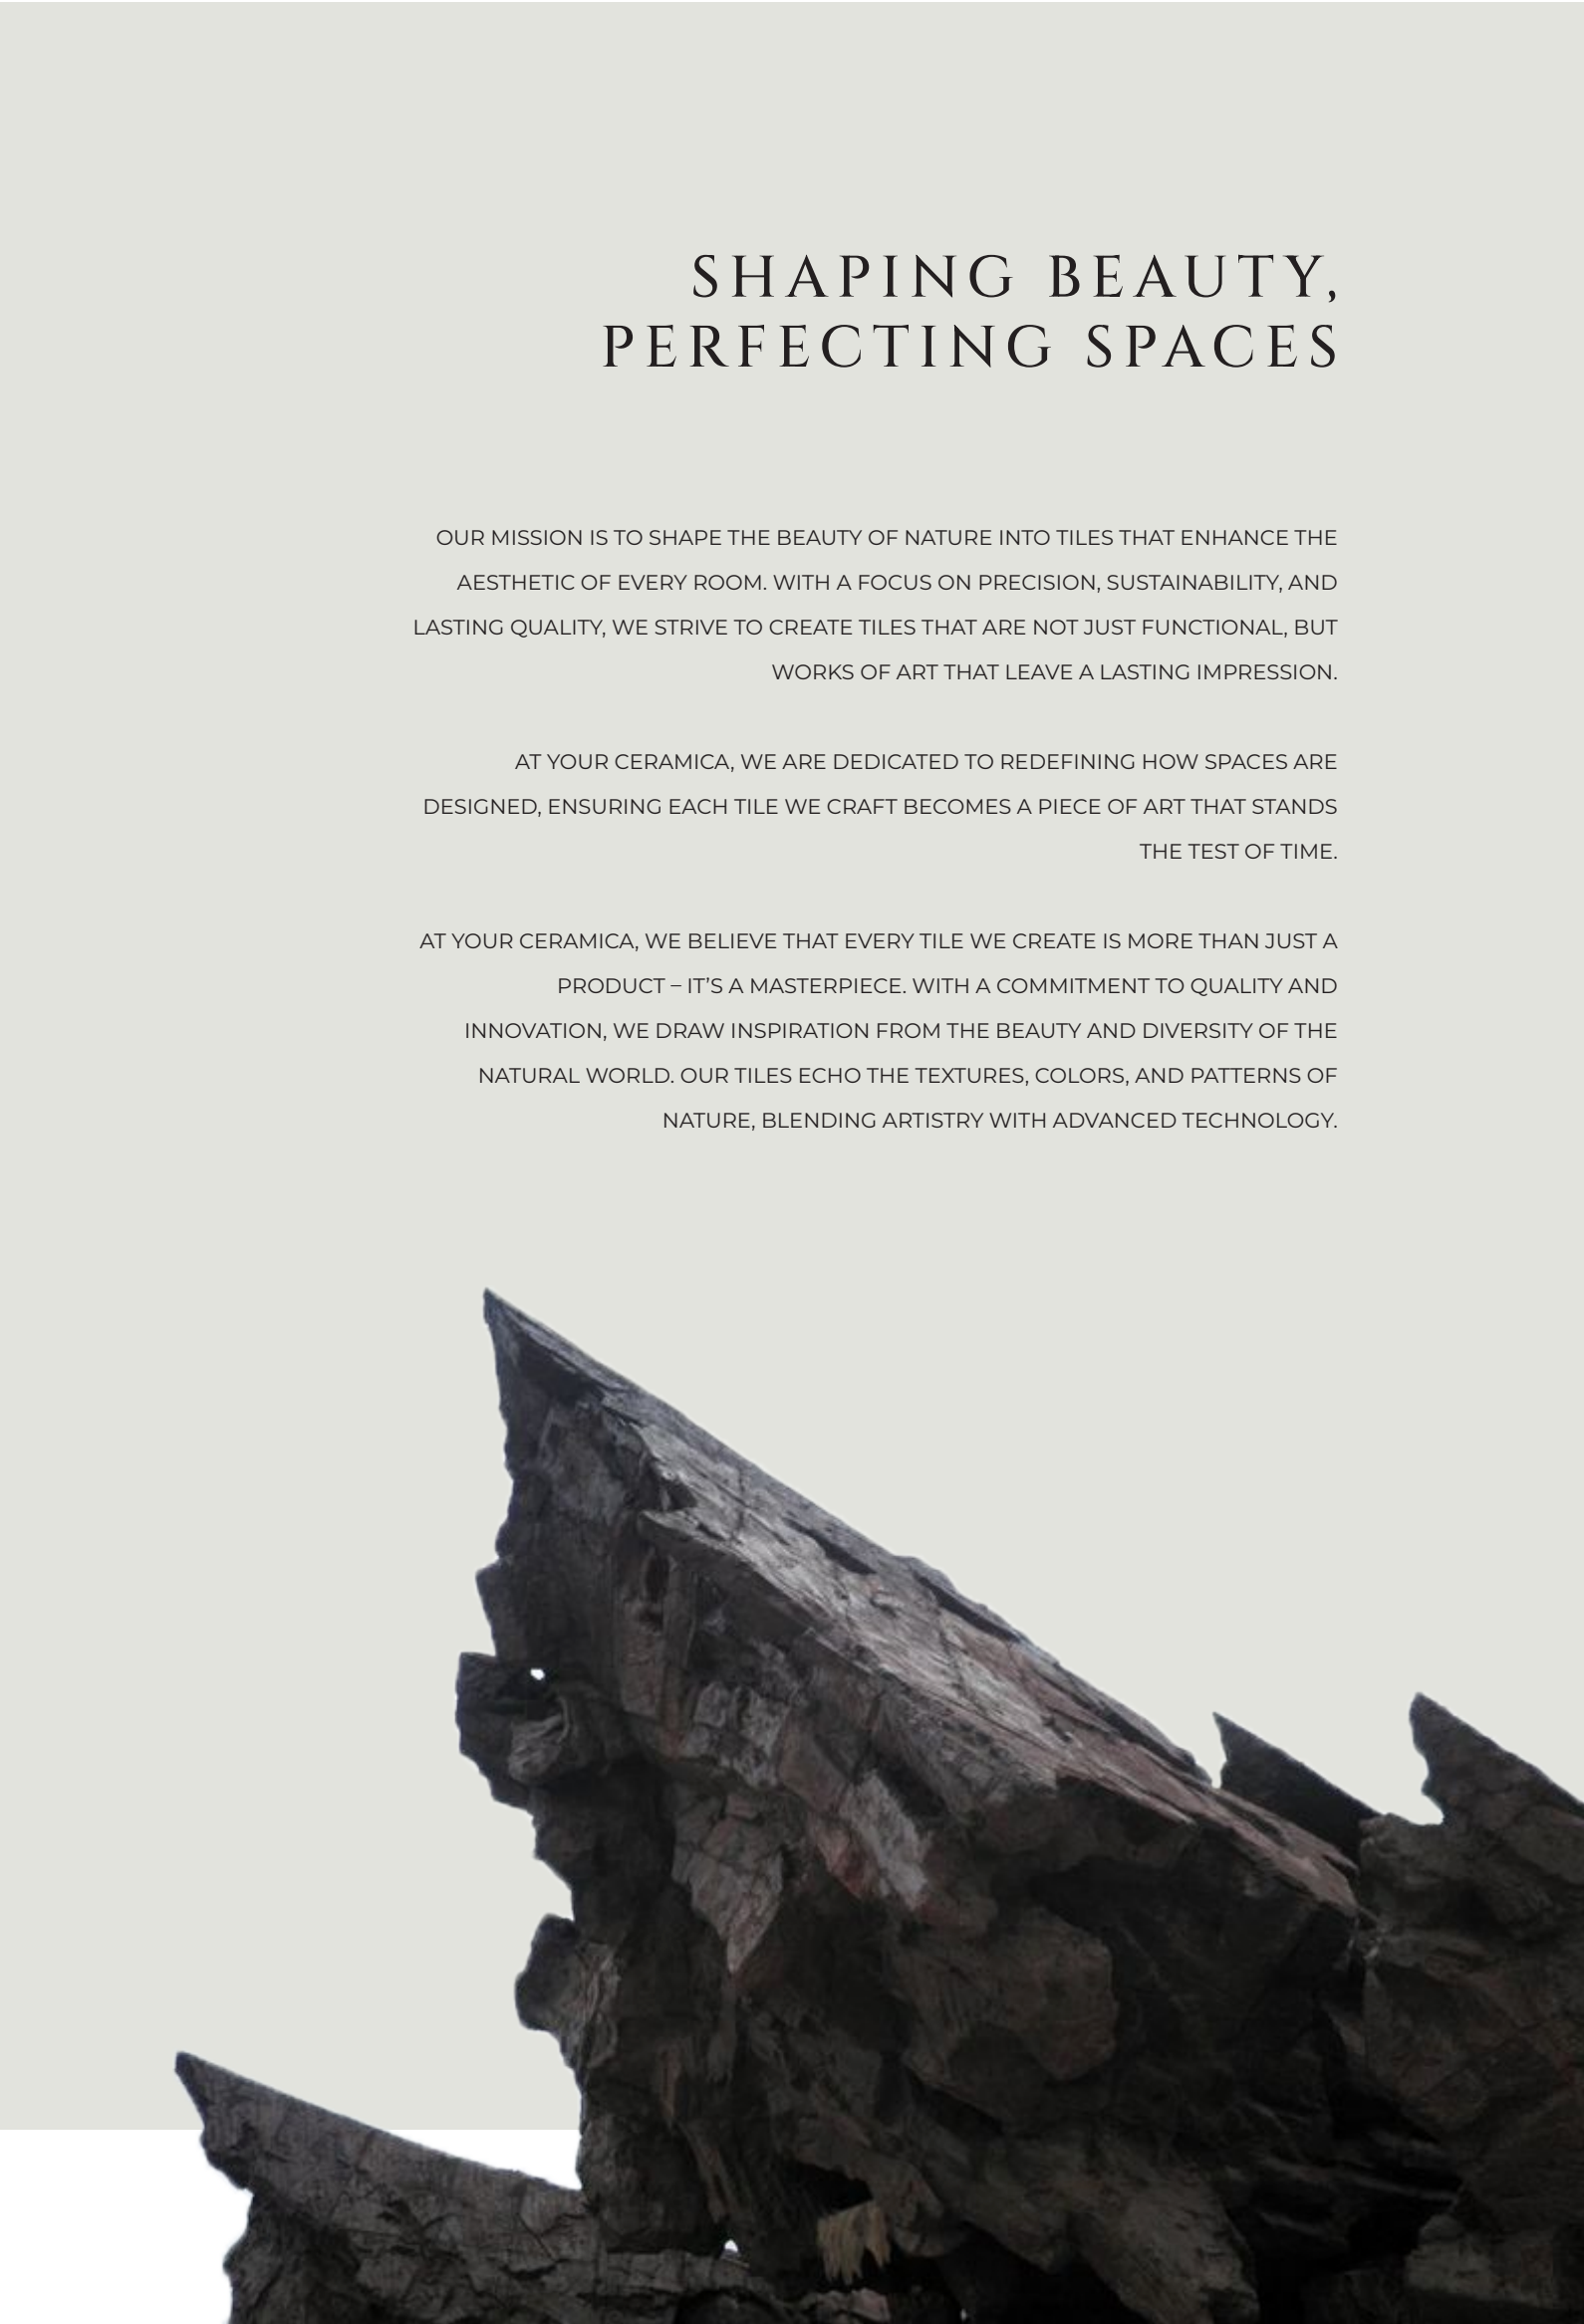 SHAPING BEAUTY,
PERFECTING SPACES
OUR MISSION IS TO SHAPE THE BEAUTY OF NATURE INTO TILES THAT ENHANCE THE
AESTHETIC OF EVERY ROOM. WITH A FOCUS ON PRECISION, SUSTAINABILITY, AND
LASTING QUALITY, WE STRIVE TO CREATE TILES THAT ARE NOT JUST FUNCTIONAL, BUT
WORKS OF ART THAT LEAVE A LASTING IMPRESSION.
AT YOUR CERAMICA, WE ARE DEDICATED TO REDEFINING HOW SPACES ARE
DESIGNED, ENSURING EACH TILE WE CRAFT BECOMES A PIECE OF ART THAT STANDS
THE TEST OF TIME.
AT YOUR CERAMICA, WE BELIEVE THAT EVERY TILE WE CREATE IS MORE THAN JUST A
PRODUCT – IT’S A MASTERPIECE. WITH A COMMITMENT TO QUALITY AND
INNOVATION, WE DRAW INSPIRATION FROM THE BEAUTY AND DIVERSITY OF THE
NATURAL WORLD. OUR TILES ECHO THE TEXTURES, COLORS, AND PATTERNS OF
NATURE, BLENDING ARTISTRY WITH ADVANCED TECHNOLOGY.